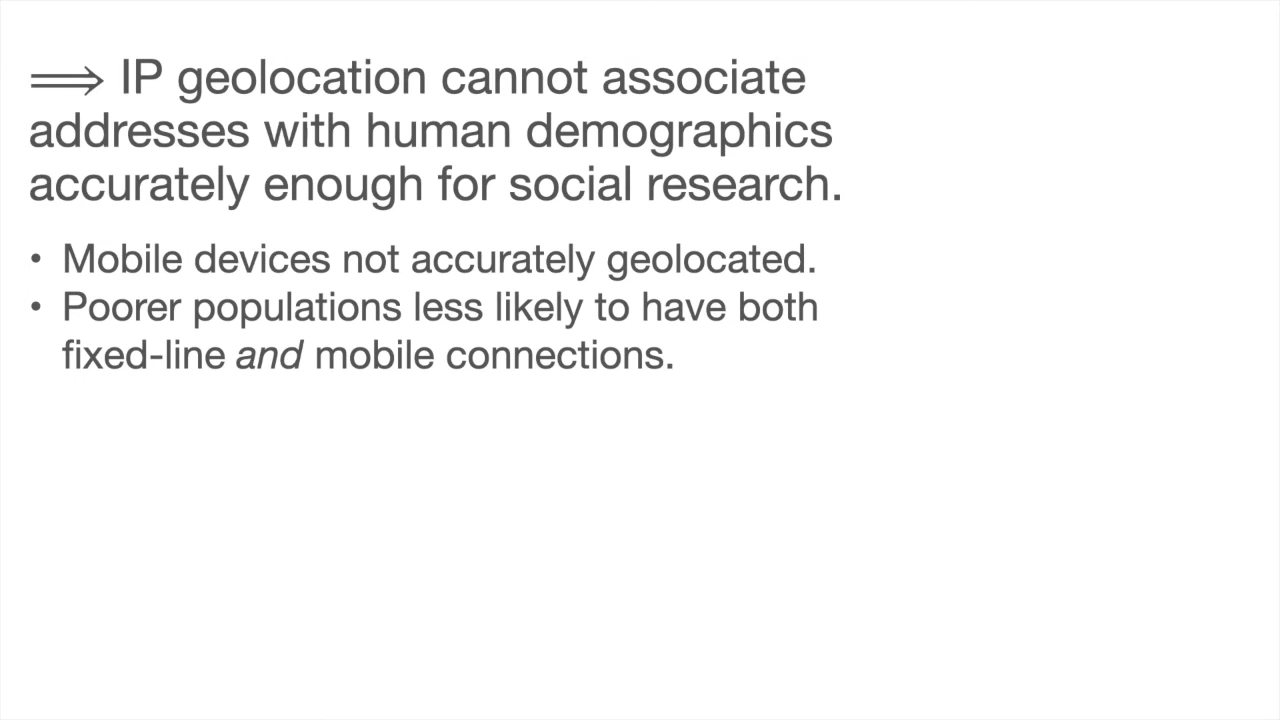 ⟹ IP geolocation cannot associate
addresses with human demographics
accurately enough for social research.
• Mobile devices not accurately geolocated.
• Poorer populations less likely to have both
fixed-line and mobile connections.